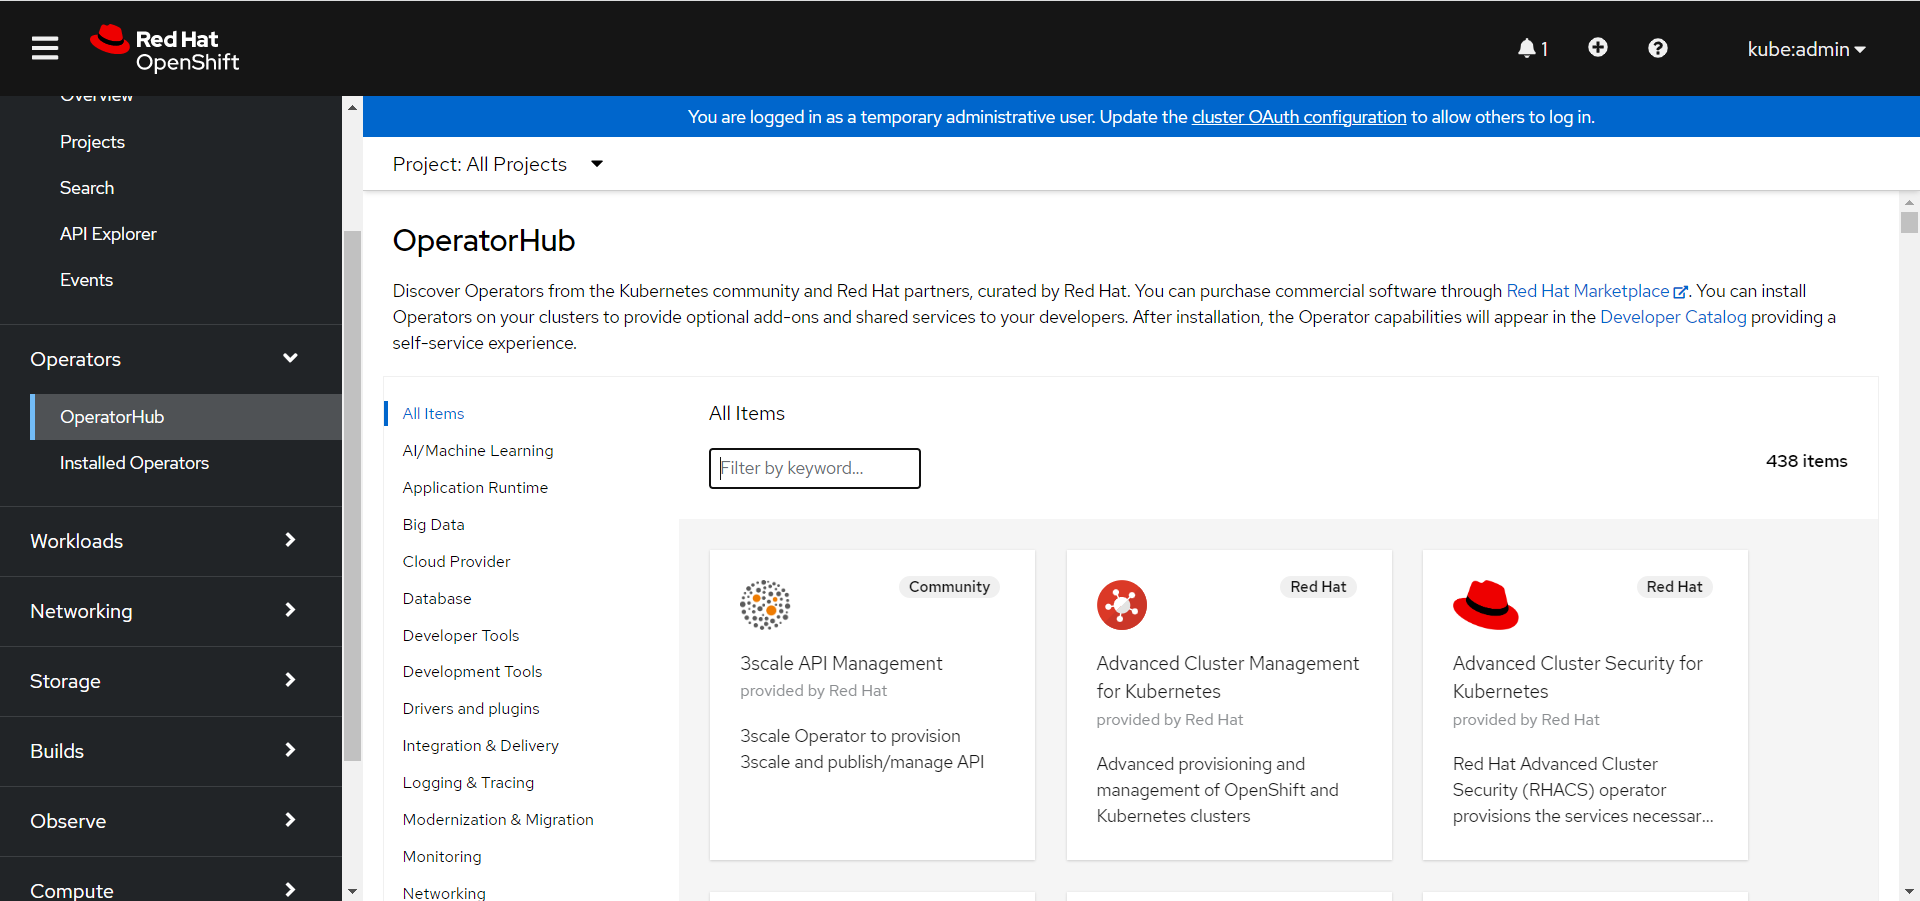 Red Hat
OpenShift
1
kube:admin
Overview
Projects
Search
API Explorer
Events
Operators
OperatorHub
Installed Operators
Workloads
Networking
Storage
Builds
Observe
Compute
You are logged in as a temporary administrative user. Update the cluster OAuth configuration to allow others to log in.
Project: All Projects
OperatorHub
Discover Operators from the Kubernetes community and Red Hat partners, curated by Red Hat. You can purchase commercial software through Red Hat Marketplace. You can install
Operators on your clusters to provide optional add-ons and shared services to your developers. After installation, the Operator capabilities will appear in the Developer Catalog providing a
self-service experience.
All Items
AI/Machine Learning
Application Runtime
Big Data
Cloud Provider
Database
Developer Tools
Development Tools
Drivers and plugins
Integration & Delivery
Logging & Tracing
Modernization & Migration
Monitoring
Networking
All Items
Filter by keyword...
438 items
Community
3scale API Management
provided by Red Hat
3scale Operator to provision
3scale and publish/manage API
Red Hat
Advanced Cluster Management
for Kubernetes
provided by Red Hat
Advanced provisioning and
management of OpenShift and
Kubernetes clusters
Red Hat
Advanced Cluster Security for
Kubernetes
provided by Red Hat
Red Hat Advanced Cluster
Security (RHACS) operator
provisions the services necessar...